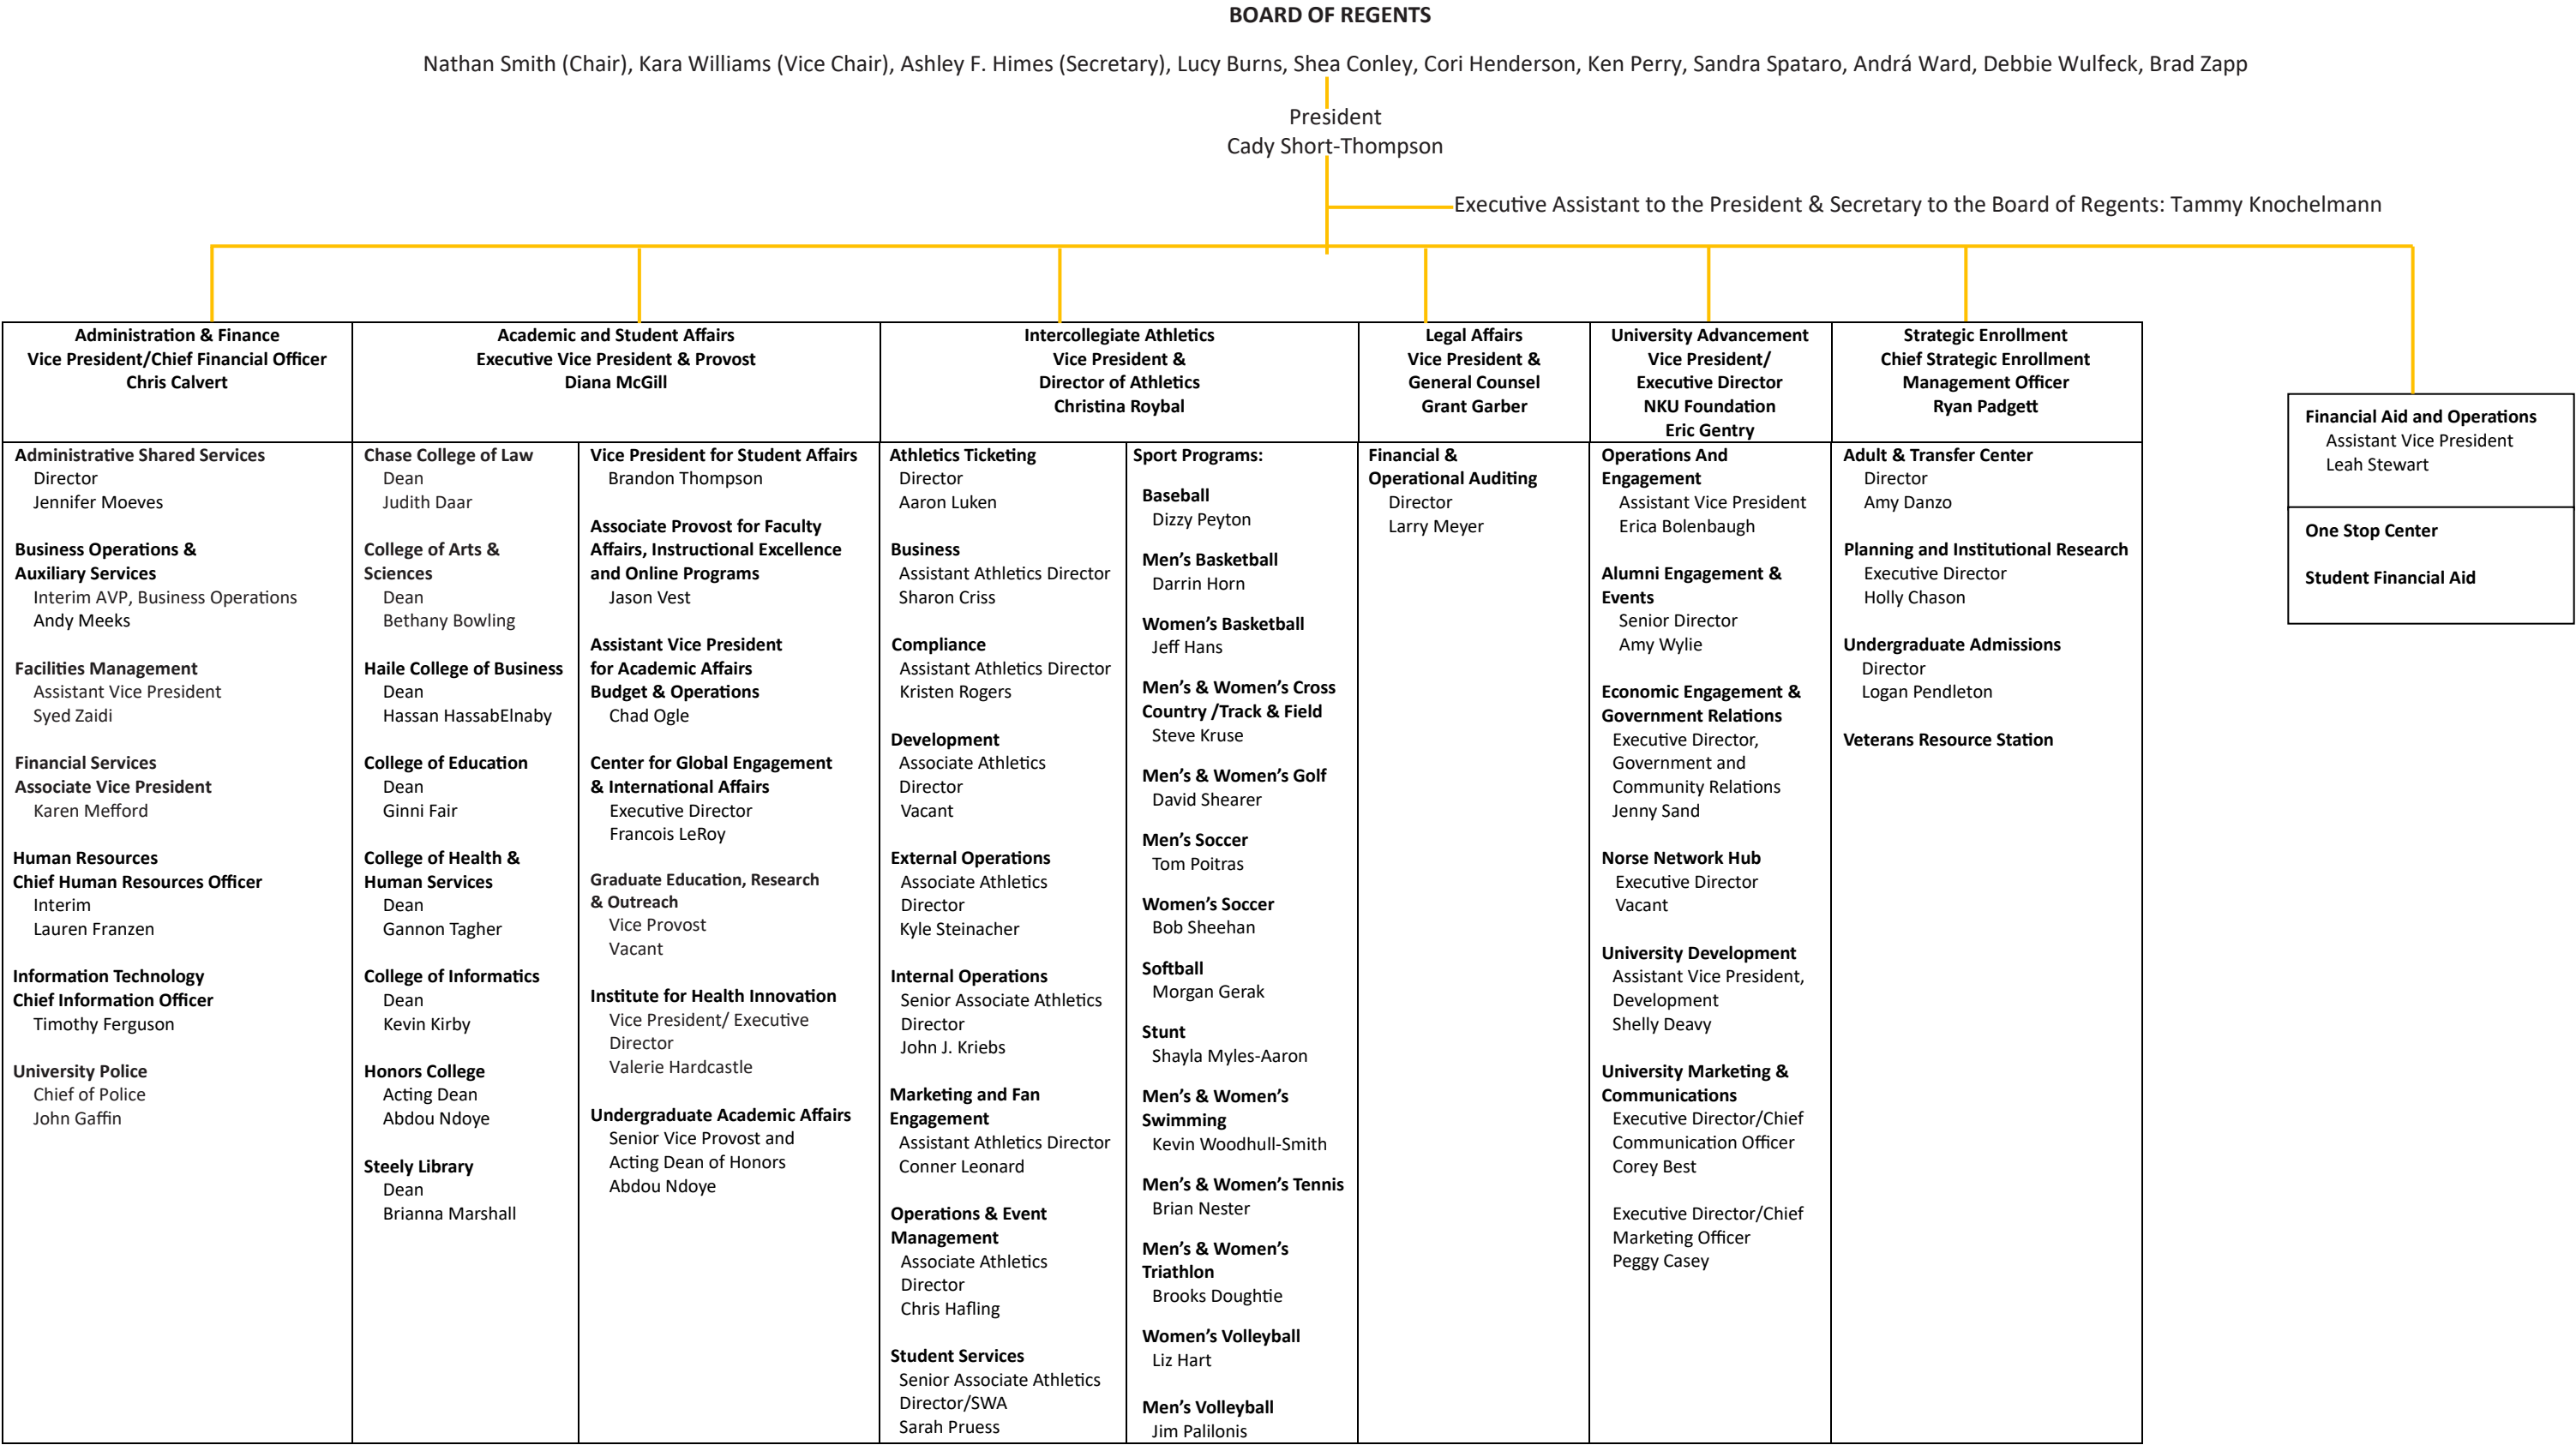 BOARD OF REGENTS
Nathan Smith (Chair), Kara Williams (Vice Chair), Ashley F. Himes (Secretary), Lucy Burns, Shea Conley, Cori Henderson, Ken Perry, Sandra Spataro, Andrá Ward, Debbie Wulfeck, Brad Zapp
President
Cady Short-Thompson
Executive Assistant to the President & Secretary to the Board of Regents: Tammy Knochelmann
Administration & Finance
Vice President/Chief Financial Officer
Chris Calvert
Administrative Shared Services
Director
Jennifer Moeves
Business Operations &
Auxiliary Services
Interim AVP, Business Operations
Andy Meeks
Facilities Management
Assistant Vice President
Syed Zaidi
Financial Services
Associate Vice President
Karen Mefford
Human Resources
Chief Human Resources Officer
Interim
Lauren Franzen
Information Technology
Chief Information Officer
Timothy Ferguson
University Police
Chief of Police
John Gaffin
Academic and Student Affairs
Executive Vice President & Provost
Diana McGill
Chase College of Law
Dean
Judith Daar
College of Arts &
Sciences
Dean
Bethany Bowling
Haile College of Business
Dean
Hassan HassabElnaby
College of Education
Dean
Ginni Fair
College of Health &
Human Services
Dean
Gannon Tagher
College of Informatics
Dean
Kevin Kirby
Honors College
Acting Dean
Abdou Ndoye
Steely Library
Dean
Brianna Marshall
Vice President for Student Affairs
Brandon Thompson
Associate Provost for Faculty
Affairs, Instructional Excellence
and Online Programs
Jason Vest
Assistant Vice President
for Academic Affairs
Budget & Operations
Chad Ogle
Center for Global Engagement
& International Affairs
Executive Director
Francois LeRoy
Graduate Education, Research
& Outreach
Vice Provost
Vacant
Institute for Health Innovation
Vice President/ Executive
Director
Valerie Hardcastle
Undergraduate Academic Affairs
Senior Vice Provost and
Acting Dean of Honors
Abdou Ndoye
Intercollegiate Athletics
Vice President &
Director of Athletics
Christina Roybal
Athletics Ticketing
Director
Aaron Luken
Business
Assistant Athletics Director
Sharon Criss
Compliance
Assistant Athletics Director
Kristen Rogers
Development
Associate Athletics
Director
Vacant
External Operations
Associate Athletics
Director
Kyle Steinacher
Internal Operations
Senior Associate Athletics
Director
John J. Kriebs
Marketing and Fan
Engagement
Assistant Athletics Director
Conner Leonard
Operations & Event
Management
Associate Athletics
Director
Chris Hafling
Student Services
Senior Associate Athletics
Director/SWA
Sarah Pruess
Sport Programs:
Baseball
Dizzy Peyton
Men's Basketball
Darrin Horn
Women's Basketball
Jeff Hans
Men's & Women's Cross
Country /Track & Field
Steve Kruse
Men's & Women's Golf
David Shearer
Men's Soccer
Tom Poitras
Women's Soccer
Bob Sheehan
Softball
Morgan Gerak
Stunt
Shayla Myles-Aaron
Men's & Women's
Swimming
Kevin Woodhull-Smith
Men's & Women's Tennis
Brian Nester
Men's & Women's
Triathlon
Brooks Doughtie
Women's Volleyball
Liz Hart
Men's Volleyball
Jim Palilonis
Legal Affairs
Vice President &
General Counsel
Grant Garber
Financial &
Operational Auditing
Director
Larry Meyer
University Advancement
Vice President/
Executive Director
NKU Foundation
Eric Gentry
Operations And
Engagement
Assistant Vice President
Erica Bolenbaugh
Alumni Engagement &
Events
Senior Director
Amy Wylie
Economic Engagement &
Government Relations
Executive Director,
Government and
Community Relations
Jenny Sand
Norse Network Hub
Executive Director
Vacant
University Development
Assistant Vice President,
Development
Shelly Deavy
University Marketing &
Communications
Executive Director/Chief
Communication Officer
Corey Best
Executive Director/Chief
Marketing Officer
Peggy Casey
Strategic Enrollment
Chief Strategic Enrollment
Management Officer
Ryan Padgett
Adult & Transfer Center
Director
Amy Danzo
Planning and Institutional Research
Executive Director
Holly Chason
Undergraduate Admissions
Director
Logan Pendleton
Veterans Resource Station
Financial Aid and Operations
Assistant Vice President
Leah Stewart
One Stop Center
Student Financial Aid